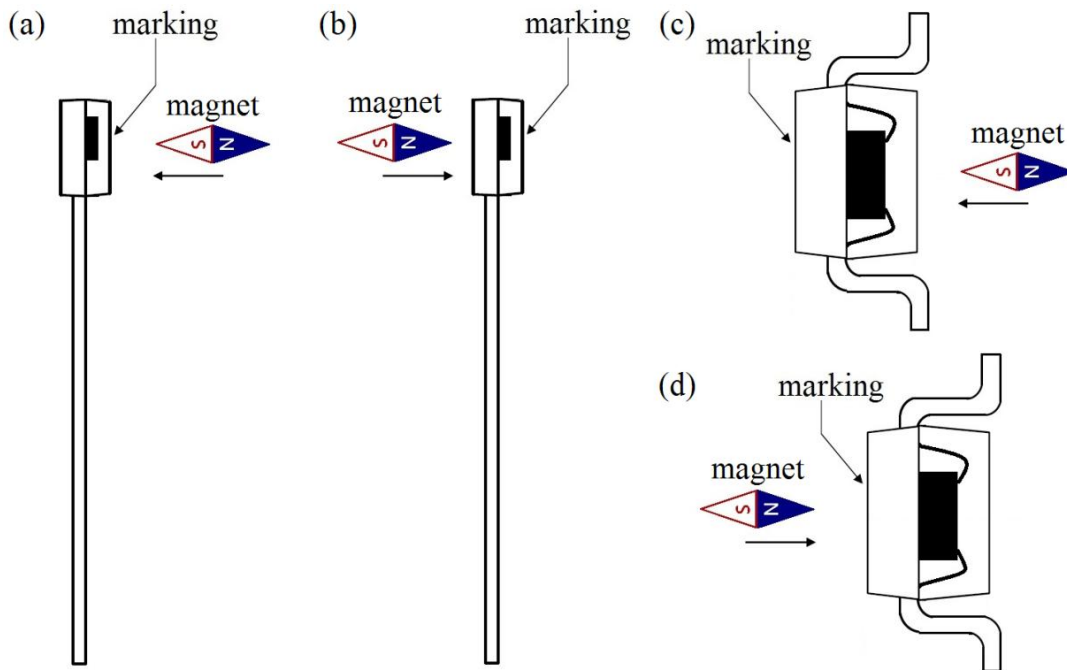 (a)
marking
magnet
S N
(b)
marking
magnet
S N
(c)
marking
magnet
S N
(d)
marking
magnet
S N